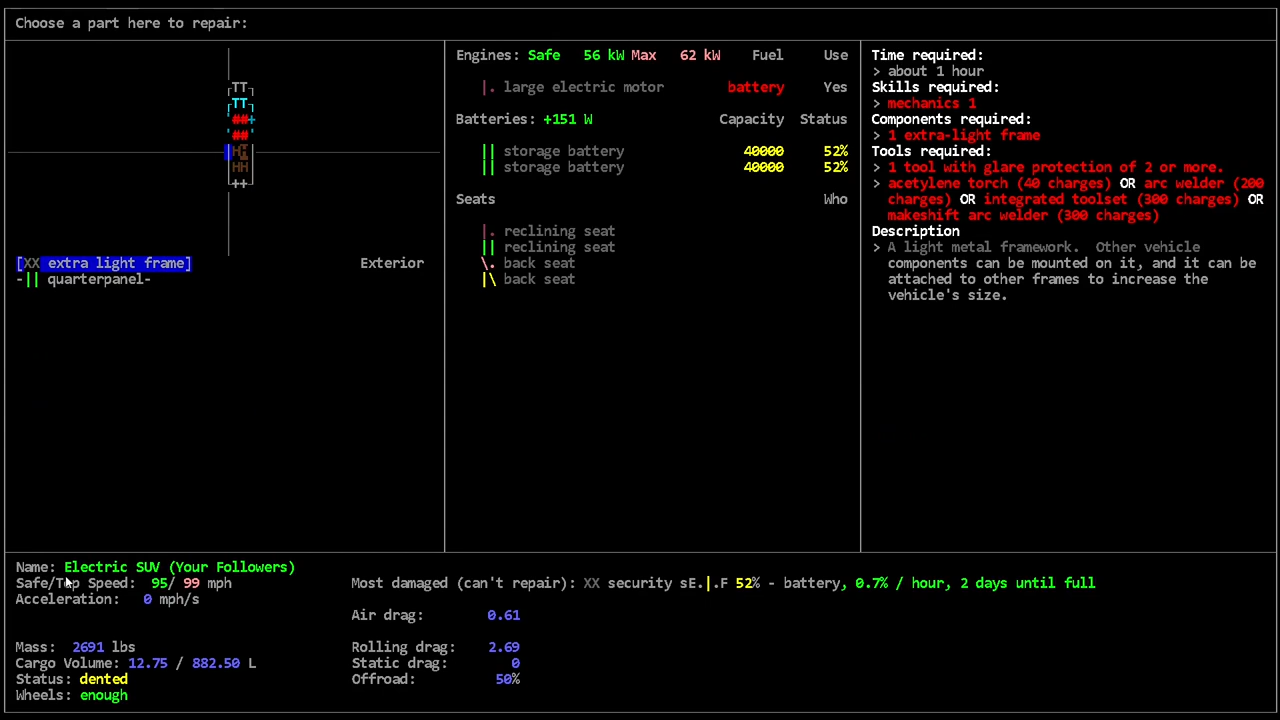 Choose a part here to repair:
Engines: Safe 56 kW Max 62 kW Fuel Use
|. large electric motor battery Yes
Batteries: +151 W Capacity Status
|| storage battery 40000 52%
|| storage battery 40000 52%
Seats Who
|. reclining seat
|| reclining seat
\. back seat
|\ back seat
TT
TT
##+
##
HH
++
[XX extra light frame] Exterior
-|| quarterpanel-
Time required:
> about 1 hour
Skills required:
> mechanics 1
Components required:
> 1 extra-light frame
Tools required:
> 1 tool with glare protection of 2 or more.
> acetylene torch (40 charges) OR arc welder (200
charges) OR integrated toolset (300 charges) OR
makeshift arc welder (300 charges)
Description
> A light metal framework. Other vehicle
components can be mounted on it, and it can be
attached to other frames to increase the
vehicle's size.
Name: Electric SUV (Your Followers)
Safe/Top Speed: 95/ 99 mph
Acceleration: 0 mph/s
Mass: 2691 lbs
Cargo Volume: 12.75 / 882.50 L
Status: dented
Wheels: enough
Most damaged (can't repair): XX security sE.|.F 52% - battery, 0.7% / hour, 2 days until full
Air drag: 0.61
Rolling drag: 2.69
Static drag: 0
Offroad: 50%